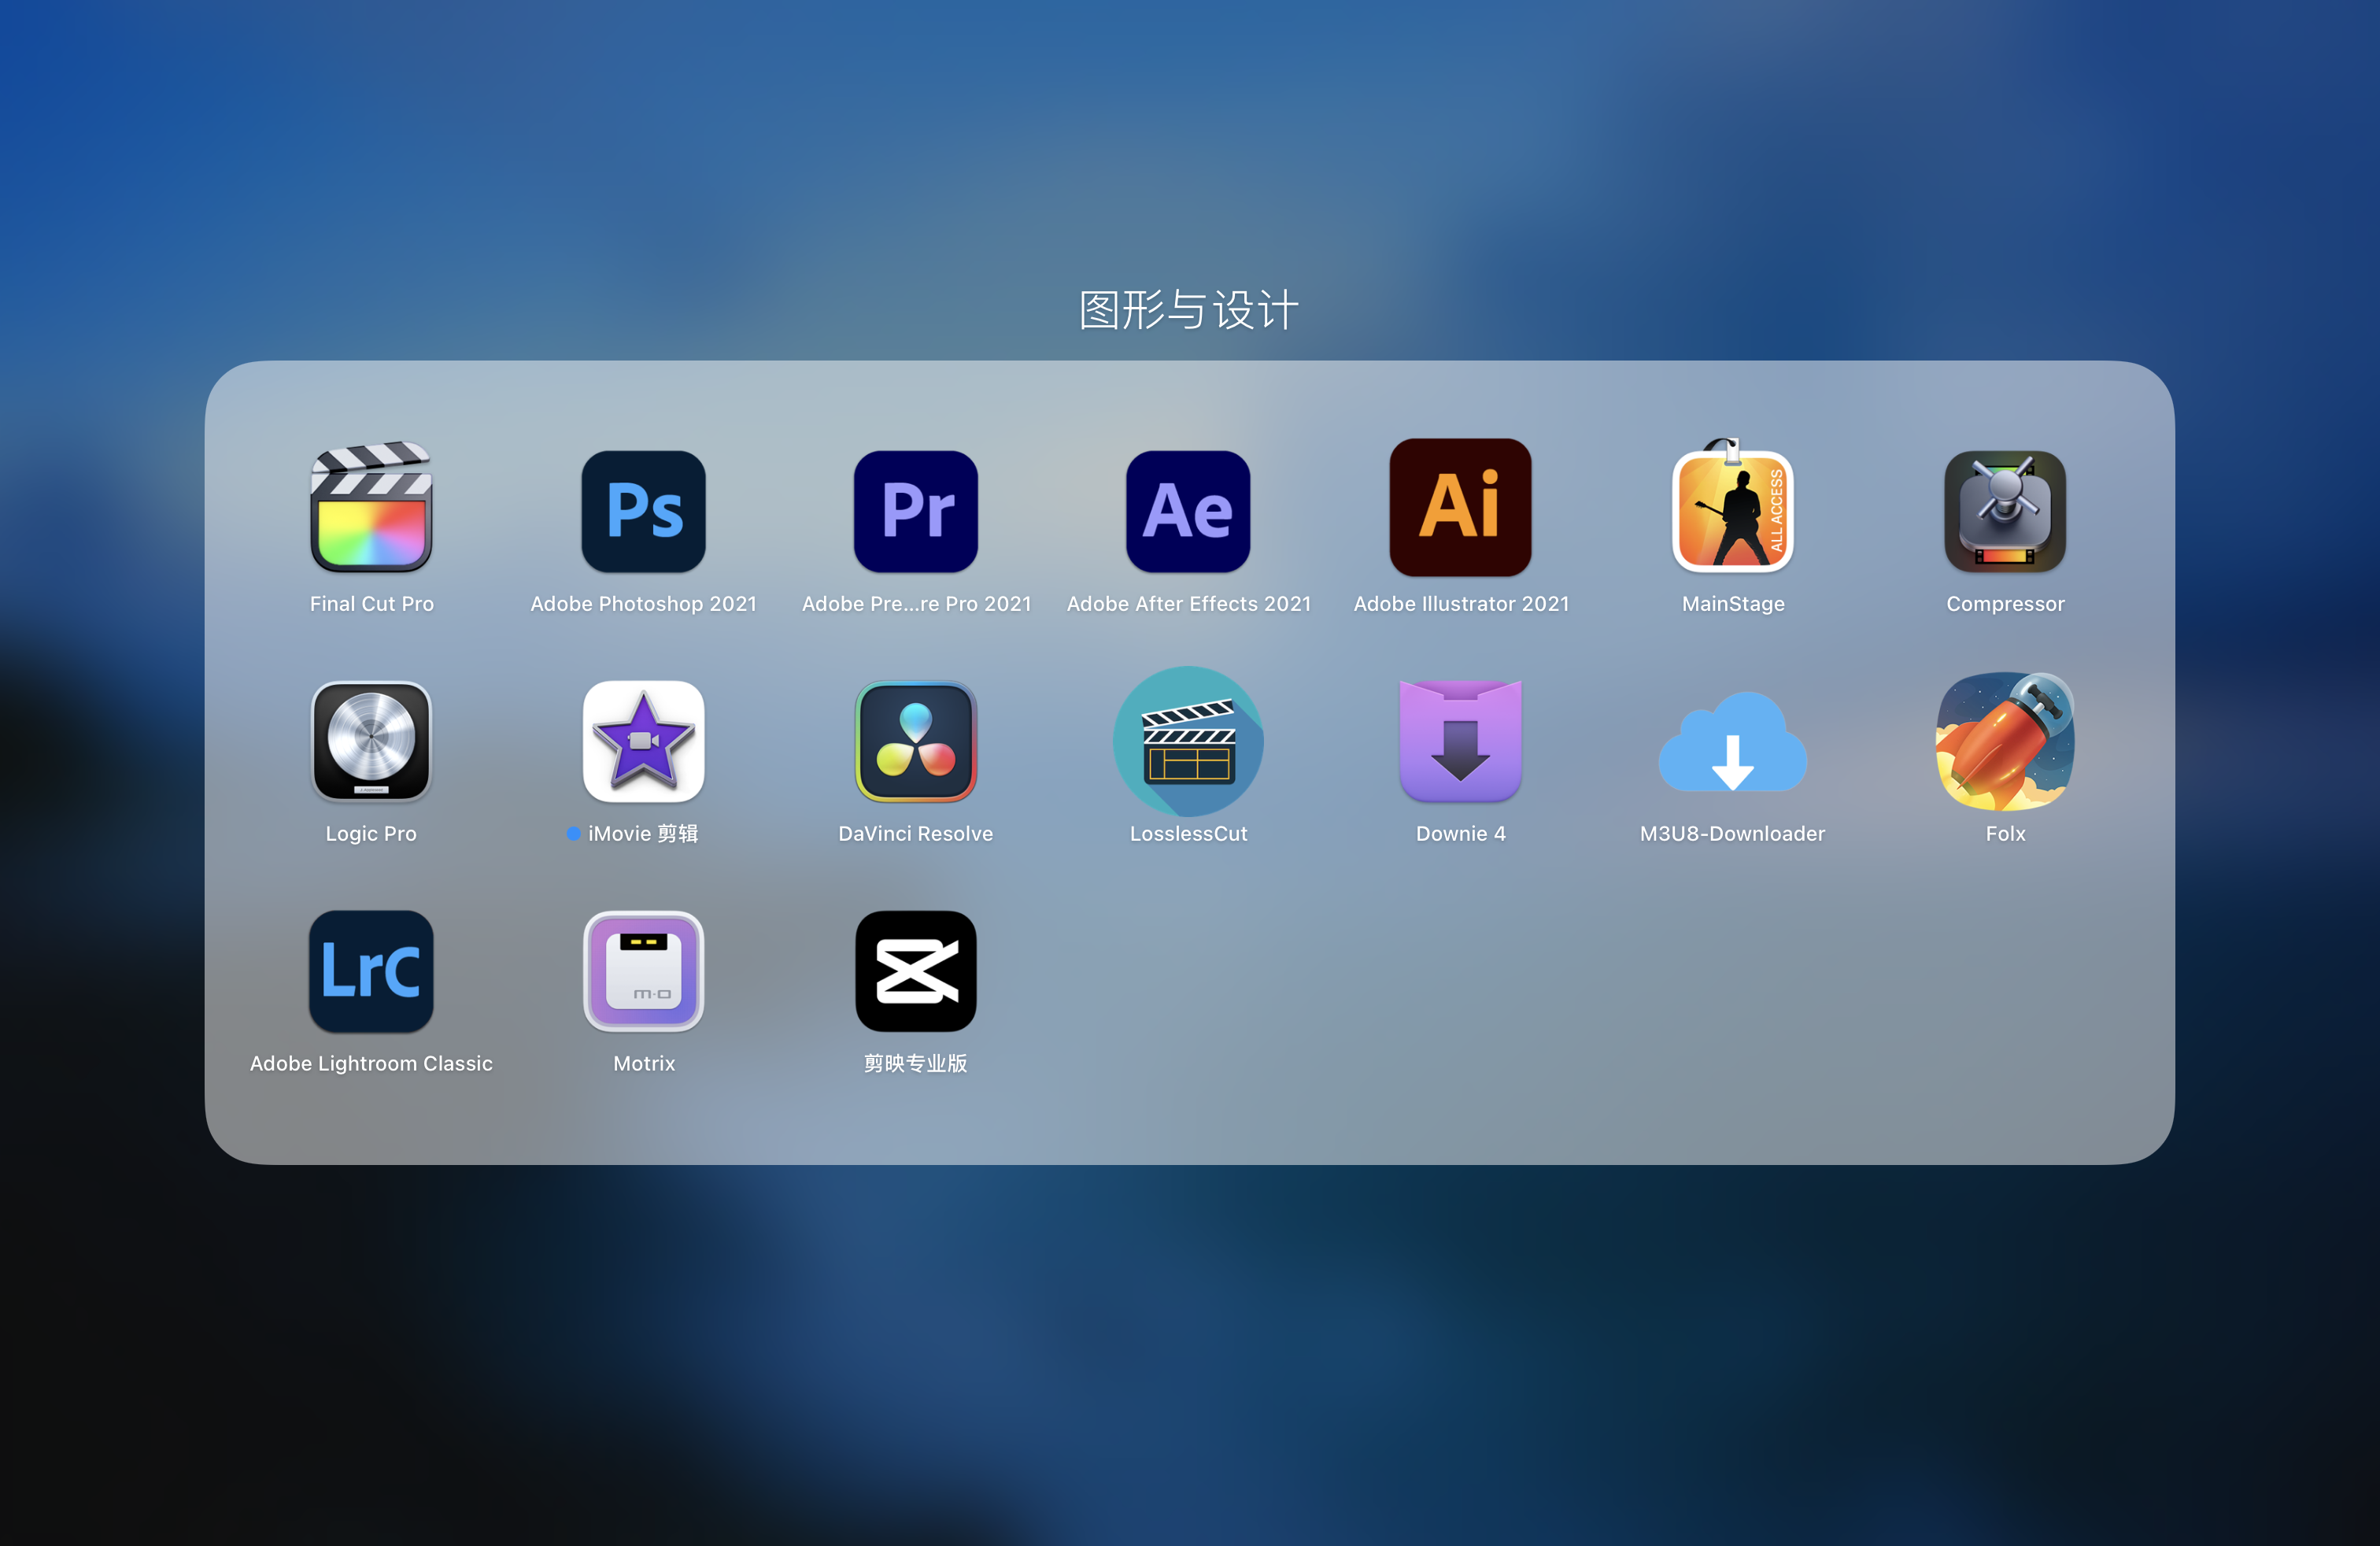 图形与设计
Ps
Pr
Ae
Ai
ALL ACCESS
Final Cut Pro
Adobe Photoshop 2021
Adobe Pre...re Pro 2021
Adobe After Effects 2021
Adobe Illustrator 2021
MainStage
Compressor
Logic Pro
iMovie 剪辑
DaVinci Resolve
LosslessCut
Downie 4
M3U8-Downloader
Folx
LrC
m·o
Adobe Lightroom Classic
Motrix
剪映专业版